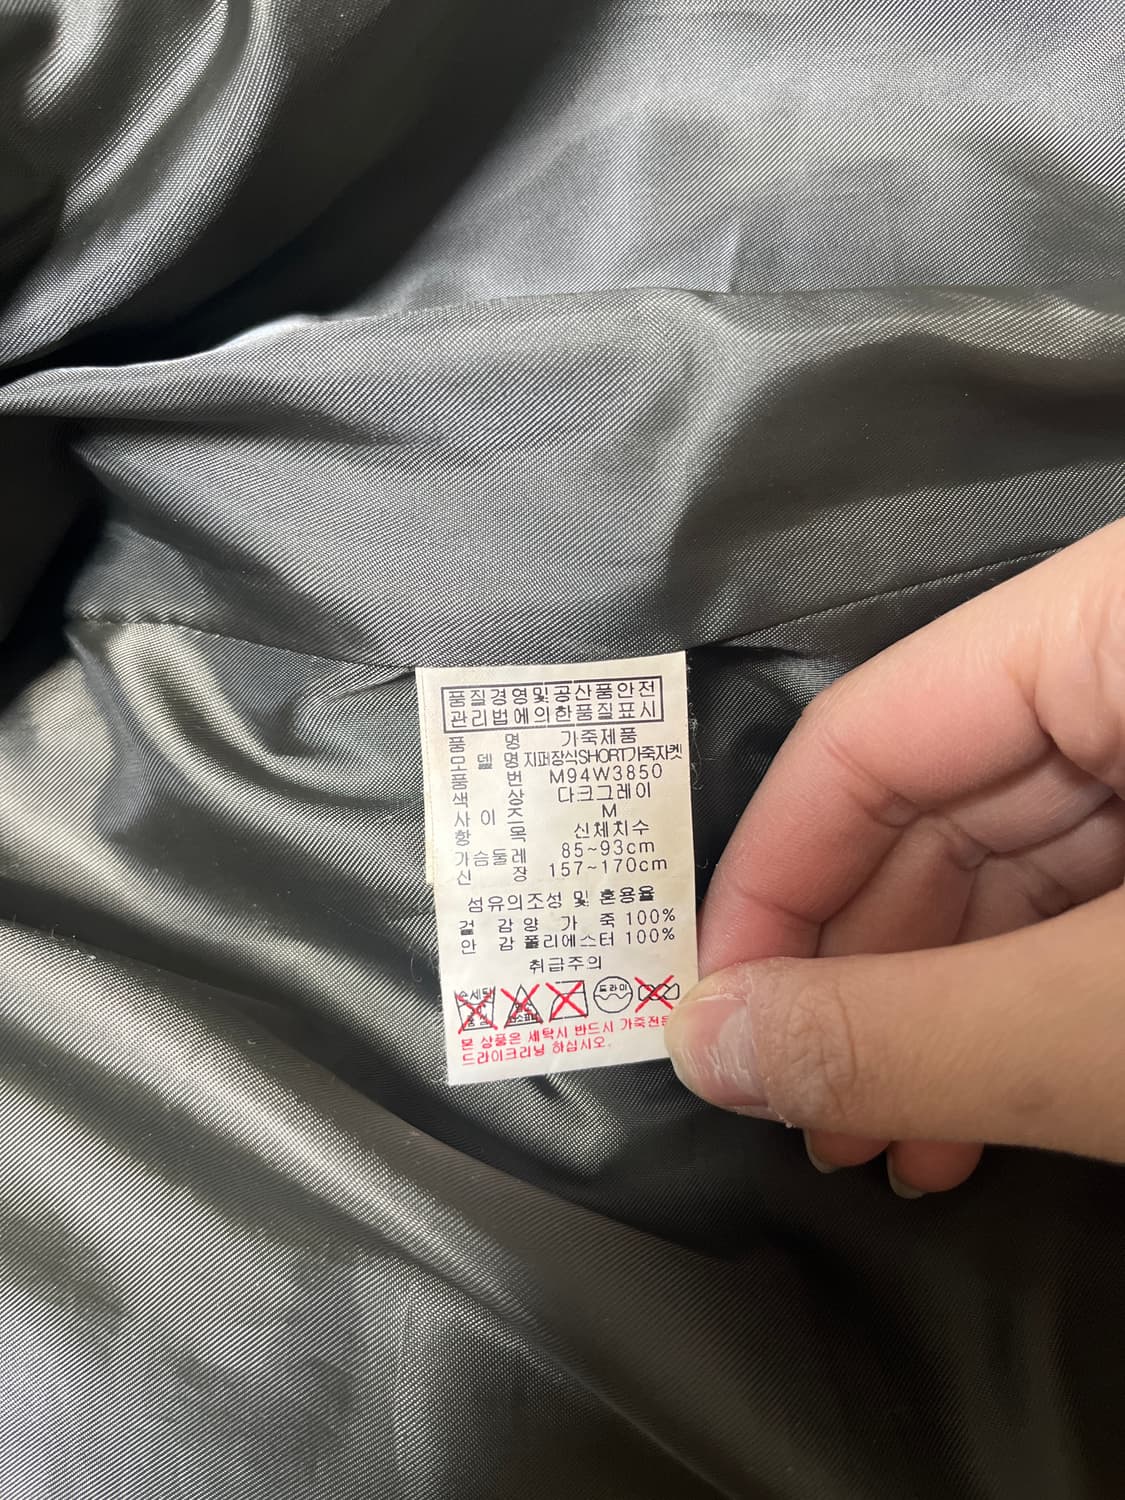 품질경영및공산품안전
관리법에의한품질표시
품 명 가죽제품
모 델 명 지퍼장식SHORT가죽자켓
품 번 M94W3850
색 상 다크그레이
사 이 즈 M
항 목 신체치수
가슴둘레 85~93cm
신 장 157~170cm
섬유의조성 및 혼용율
겉 감 양 가 죽 100%
안 감 폴리에스터 100%
취급주의
손세탁
드라이
본 상품은 세탁시 반드시 가죽전문
드라이크리닝 하십시오.